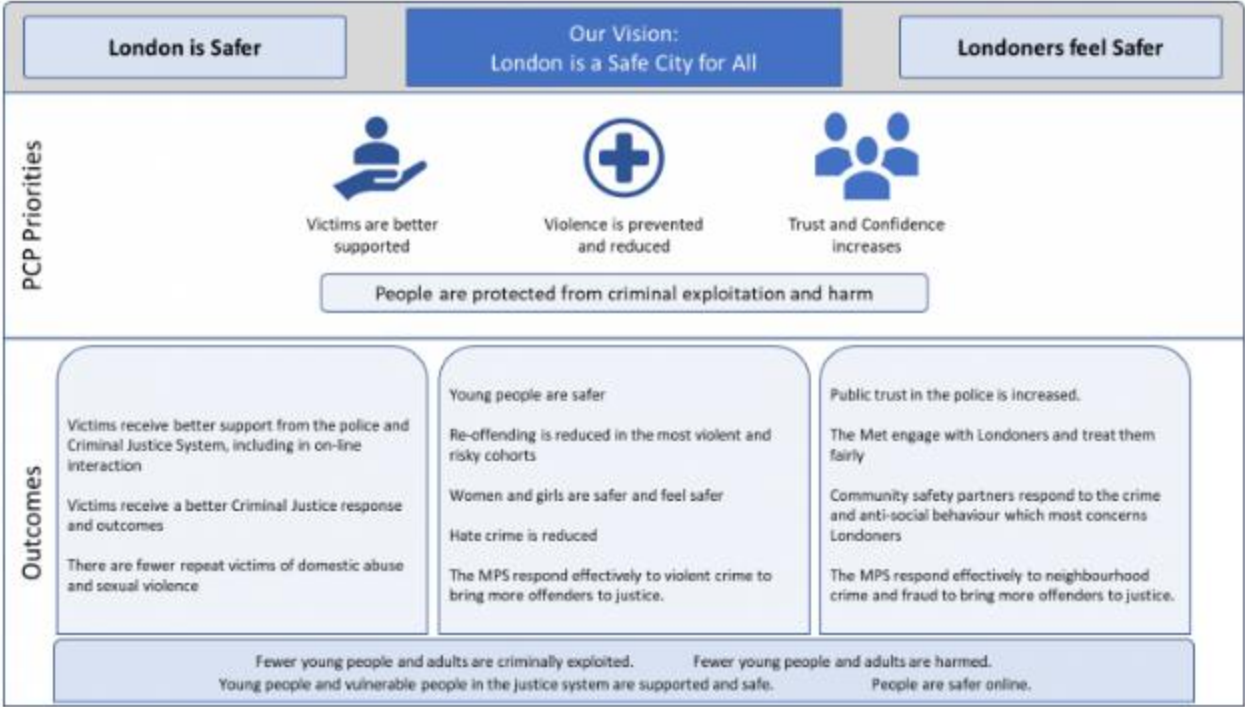 London is Safer
Our Vision:
London is a Safe City for All
Londoners feel Safer
PCP Priorities
Victims are better
supported
Violence is prevented
and reduced
Trust and Confidence
increases
People are protected from criminal exploitation and harm
Outcomes
Victims receive better support from the police and
Criminal Justice System, including in on-line
interaction
Victims receive a better Criminal Justice response
and outcomes
There are fewer repeat victims of domestic abuse
and sexual violence
Young people are safer
Re-offending is reduced in the most violent and
risky cohorts
Women and girls are safer and feel safer
Hate crime is reduced
The MPS respond effectively to violent crime to
bring more offenders to justice.
Public trust in the police is increased.
The Met engage with Londoners and treat them
fairly
Community safety partners respond to the crime
and anti-social behaviour which most concerns
Londoners
The MPS respond effectively to neighbourhood
crime and fraud to bring more offenders to justice.
Fewer young people and adults are criminally exploited. Fewer young people and adults are harmed.
Young people and vulnerable people in the justice system are supported and safe. People are safer online.